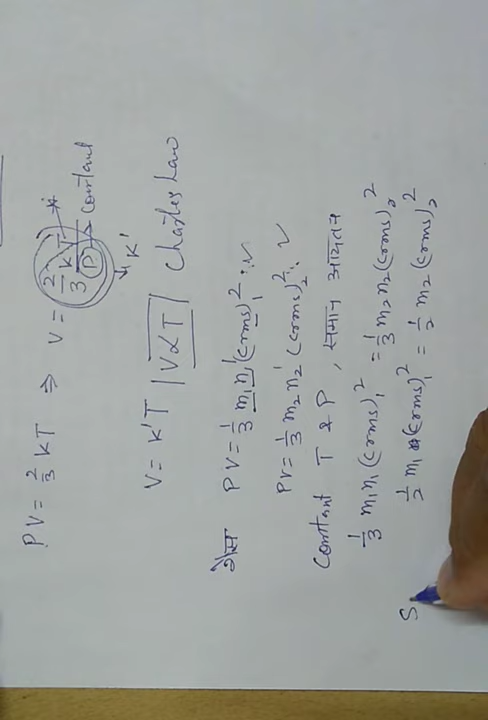 PV = 2/3 KT ⇒ V = 2/3 KT/P → Constant
K'
V = K'T | V ∝ T | Charles Law
गैस PV = 1/3 m₁n₁'(Crms)₁² ✓
PV = 1/3 m₂n₂'(Crms)₂² ✓
Constant T & P, समान आयतन
1/3 m₁n₁(Crms)₁² = 1/3 m₂n₂(Crms)₂²
1/2 m₁(Crms)₁² = 1/2 m₂(Crms)₂²
S